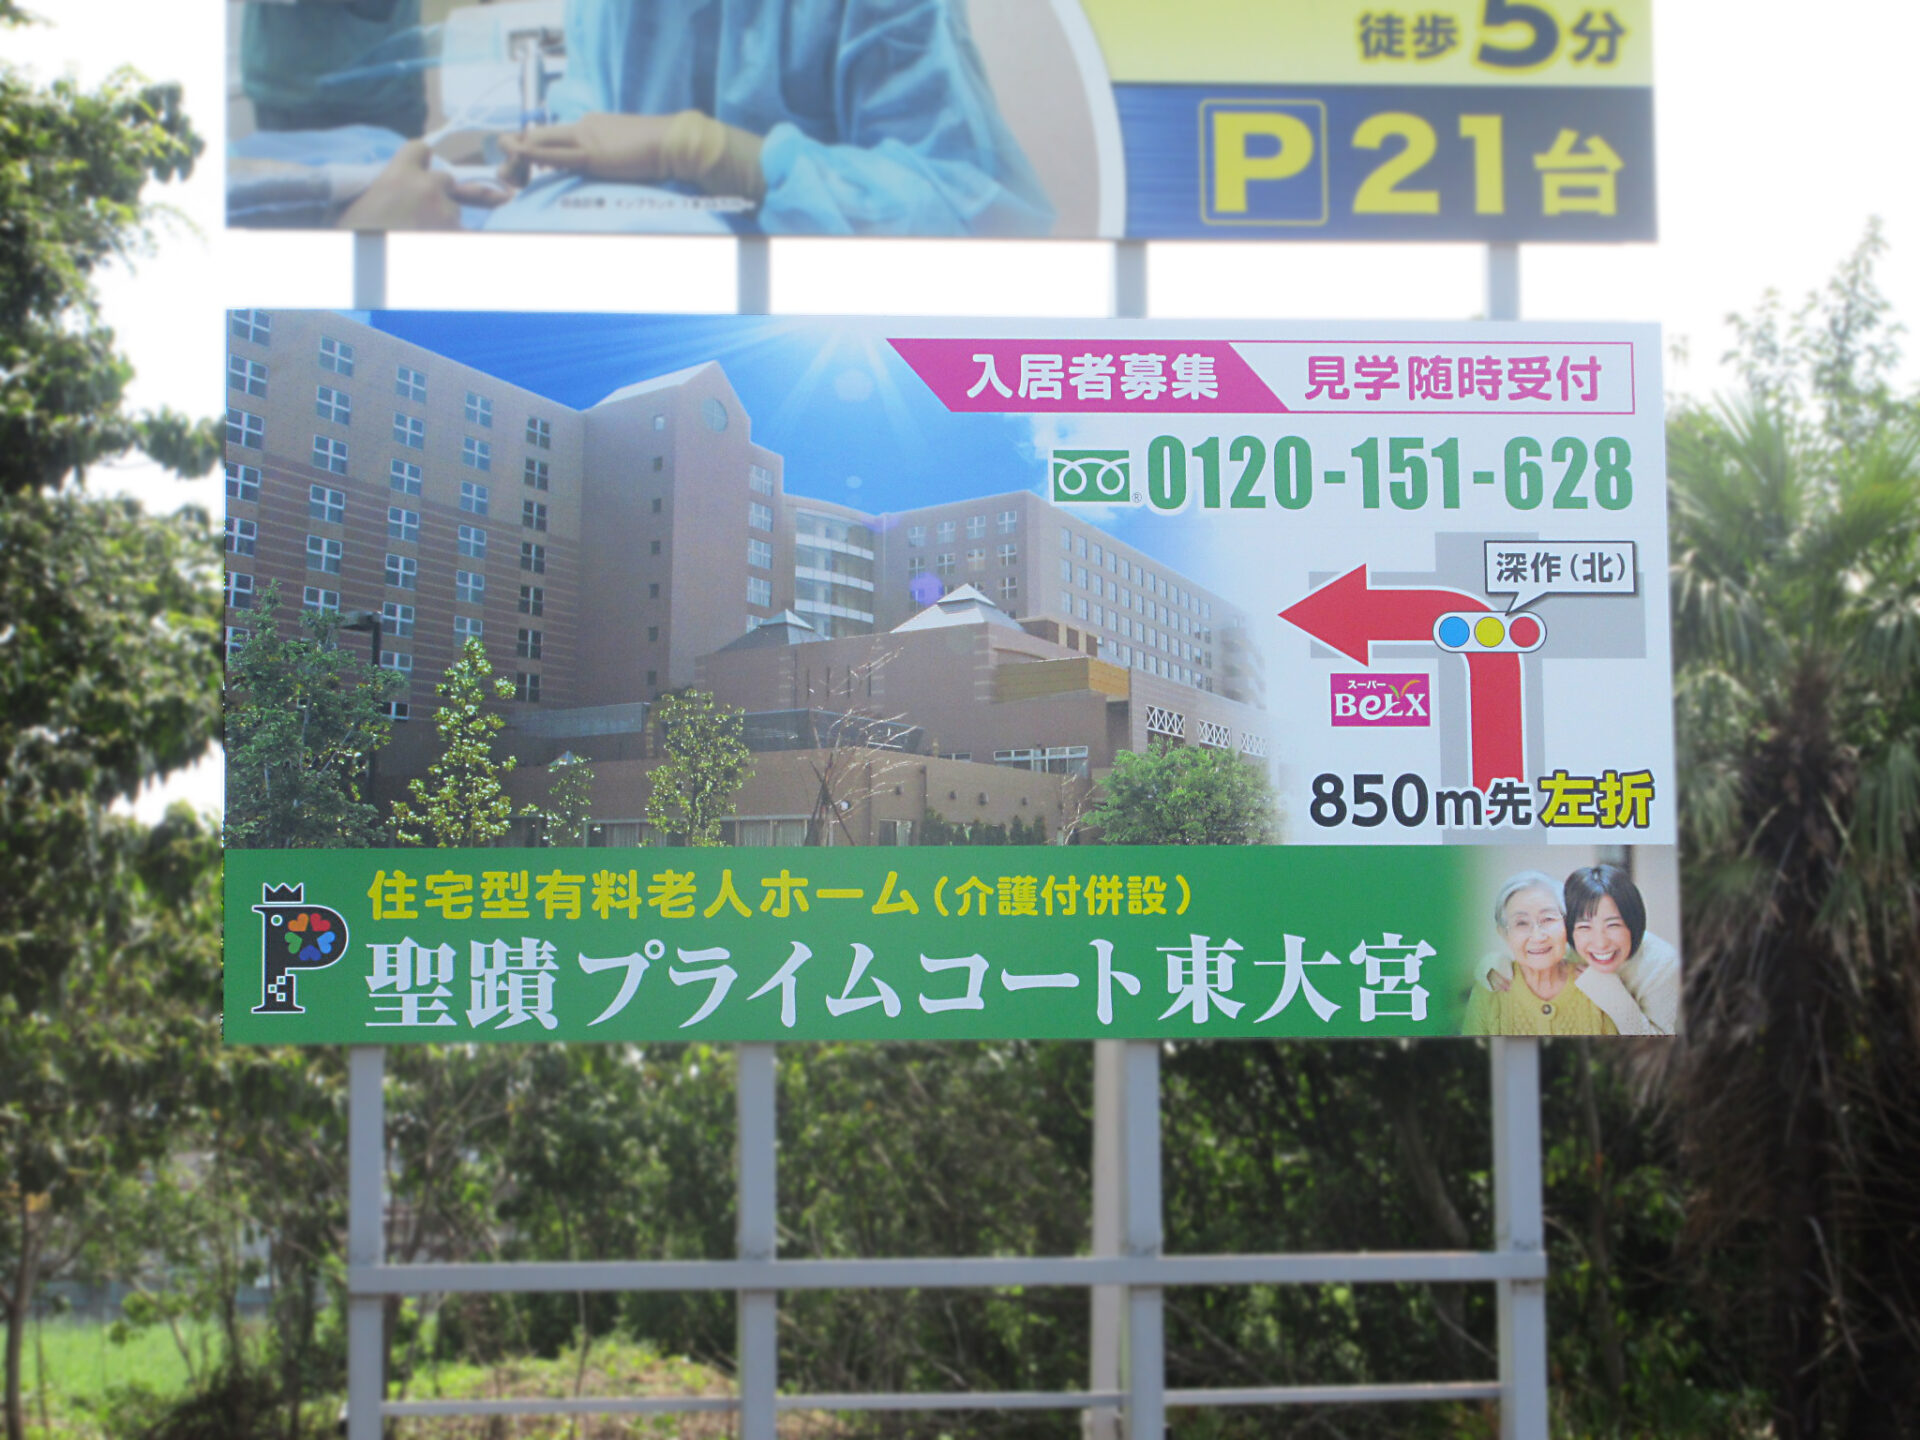 徒歩5分
P 21台
入居者募集 見学随時受付
0120-151-628
深作(北)
スーパー
BeLX
850m先左折
住宅型有料老人ホーム(介護付併設)
聖蹟プライムコート東大宮